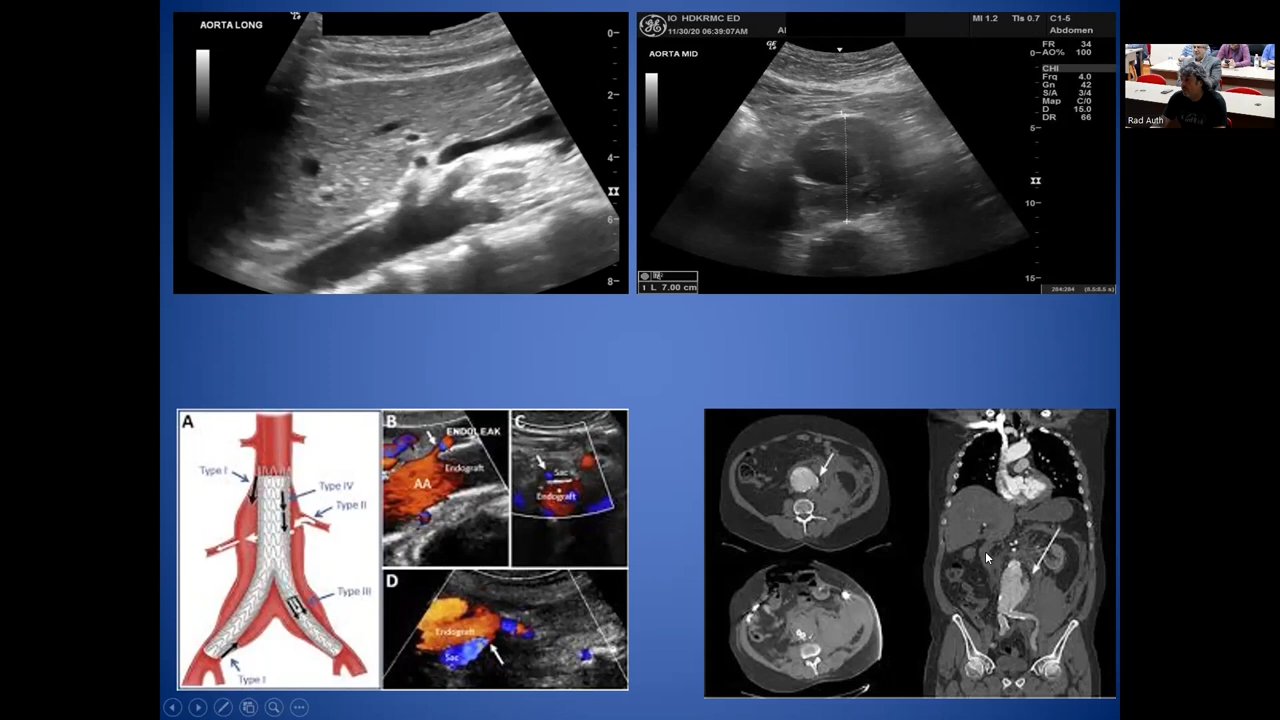 AORTA LONG
0
2
4
6
8
IO HDKRMC ED
11/30/20 06:39:07AM
MI 1.2 TIs 0.7 C1-5
Abdomen
AORTA MID
FR 34
AO% 100
CHI
Frq 4.0
Gn 42
S/A 3/4
Map C/0
D 15.0
DR 66
0
5
10
15
1 L 7.00 cm
Rad Auth
A
Type I
Type IV
Type II
Type III
Type I
B
ENDOLEAK
Endograft
AA
C
Sac
Endograft
D
Endograft
Sac